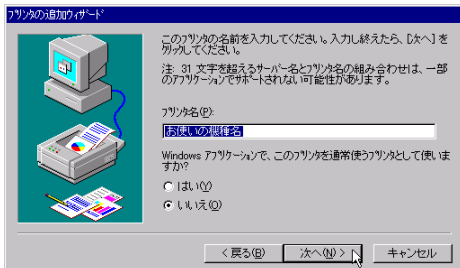 プリンタの追加ウィザード
このプリンタの名前を入力してください。入力し終えたら、[次へ] を
クリックしてください。
注: 31 文字を超えるサーバー名とプリンタ名の組み合わせは、一部
のアプリケーションでサポートされない可能性があります。
プリンタ名(P):
お使いの機種名
Windows アプリケーションで、このプリンタを通常使うプリンタとして使いま
すか?
はい(Y)
いいえ(O)
< 戻る(B)
次へ(N) >
キャンセル